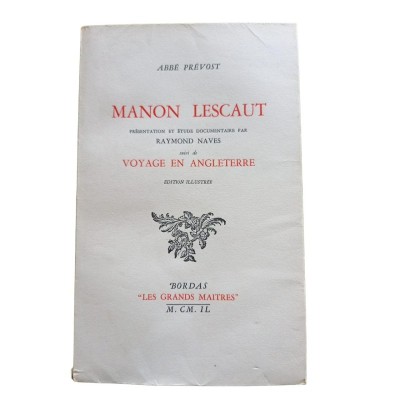 ABBÉ PRÉVOST
MANON LESCAUT
PRÉSENTATION ET ÉTUDE DOCUMENTAIRE PAR
RAYMOND NAVES
suivi de
VOYAGE EN ANGLETERRE
EDITION ILLUSTRÉE
BORDAS
"LES GRANDS MAITRES"
M. CM. IL